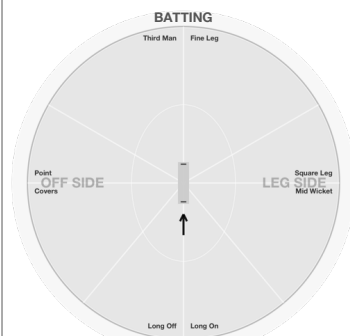 BATTING
Third Man Fine Leg
Point Square Leg
OFF SIDE LEG SIDE
Covers Mid Wicket
Long Off Long On